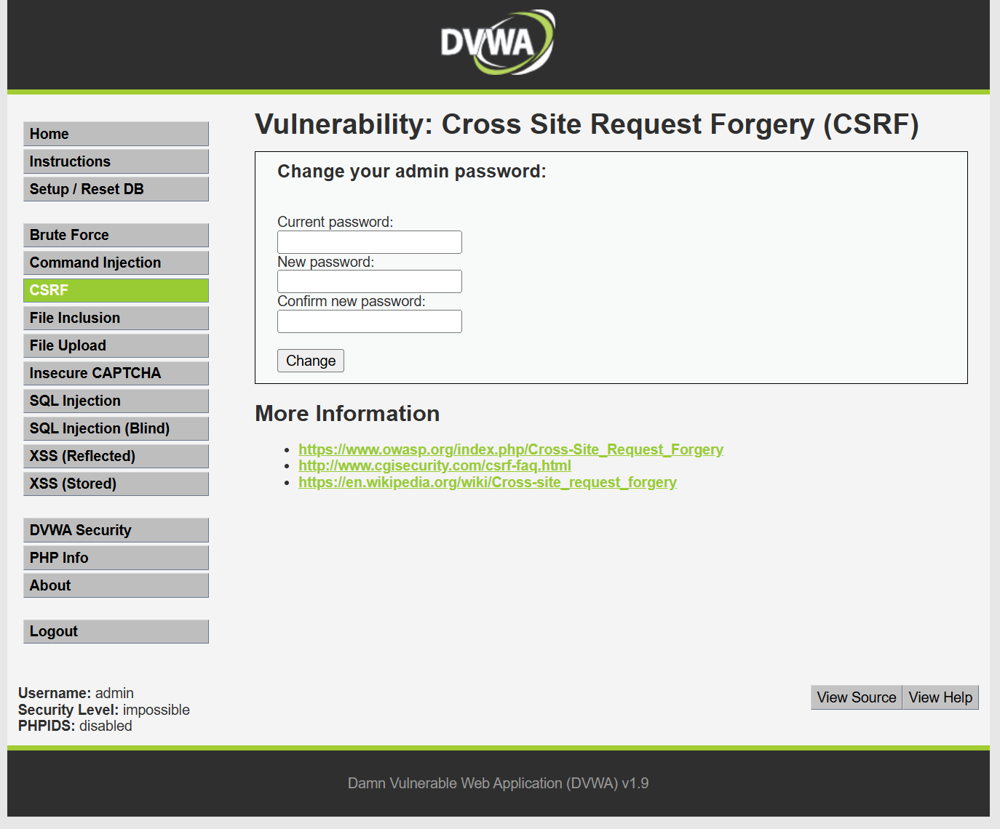 DVWA
Home
Instructions
Setup / Reset DB
Brute Force
Command Injection
CSRF
File Inclusion
File Upload
Insecure CAPTCHA
SQL Injection
SQL Injection (Blind)
XSS (Reflected)
XSS (Stored)
DVWA Security
PHP Info
About
Logout
Vulnerability: Cross Site Request Forgery (CSRF)
Change your admin password:
Current password:
New password:
Confirm new password:
Change
More Information
https://www.owasp.org/index.php/Cross-Site_Request_Forgery
http://www.cgisecurity.com/csrf-faq.html
https://en.wikipedia.org/wiki/Cross-site_request_forgery
Username: admin
Security Level: impossible
PHPIDS: disabled
View Source
View Help
Damn Vulnerable Web Application (DVWA) v1.9